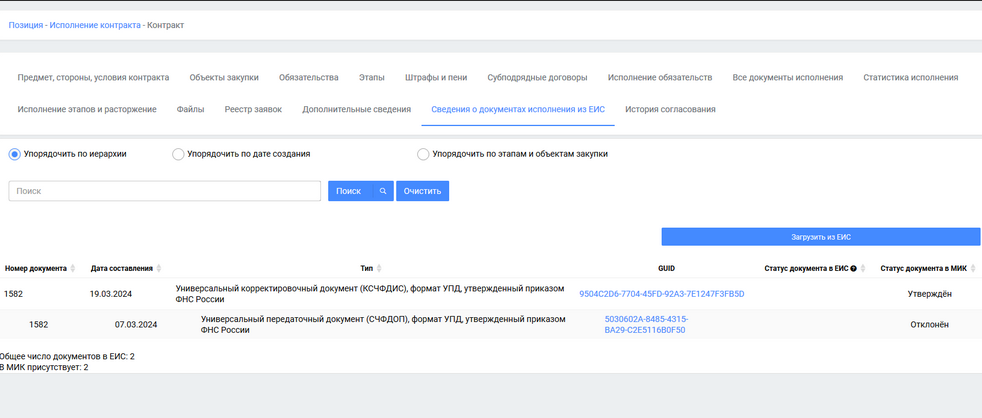 Позиция - Исполнение контракта - Контракт
Предмет, стороны, условия контракта Объекты закупки Обязательства Этапы Штрафы и пени Субподрядные договоры Исполнение обязательств Все документы исполнения Статистика исполнения
Исполнение этапов и расторжение Файлы Реестр заявок Дополнительные сведения Сведения о документах исполнения из ЕИС История согласования
Упорядочить по иерархии Упорядочить по дате создания Упорядочить по этапам и объектам закупки
Поиск Поиск Очистить
Загрузить из ЕИС
Номер документа Дата составления Тип GUID Статус документа в ЕИС Статус документа в МИК
1582 19.03.2024 Универсальный корректировочный документ (КСЧФДИС), формат УПД, утвержденный приказом 9504C2D6-7704-45FD-92A3-7E1247F3FB5D Утверждён
ФНС России
1582 07.03.2024 Универсальный передаточный документ (СЧФДОП), формат УПД, утвержденный приказом 5030602A-8485-4315- Отклонён
ФНС России BA29-C2E5116B0F50
Общее число документов в ЕИС: 2
В МИК присутствует: 2